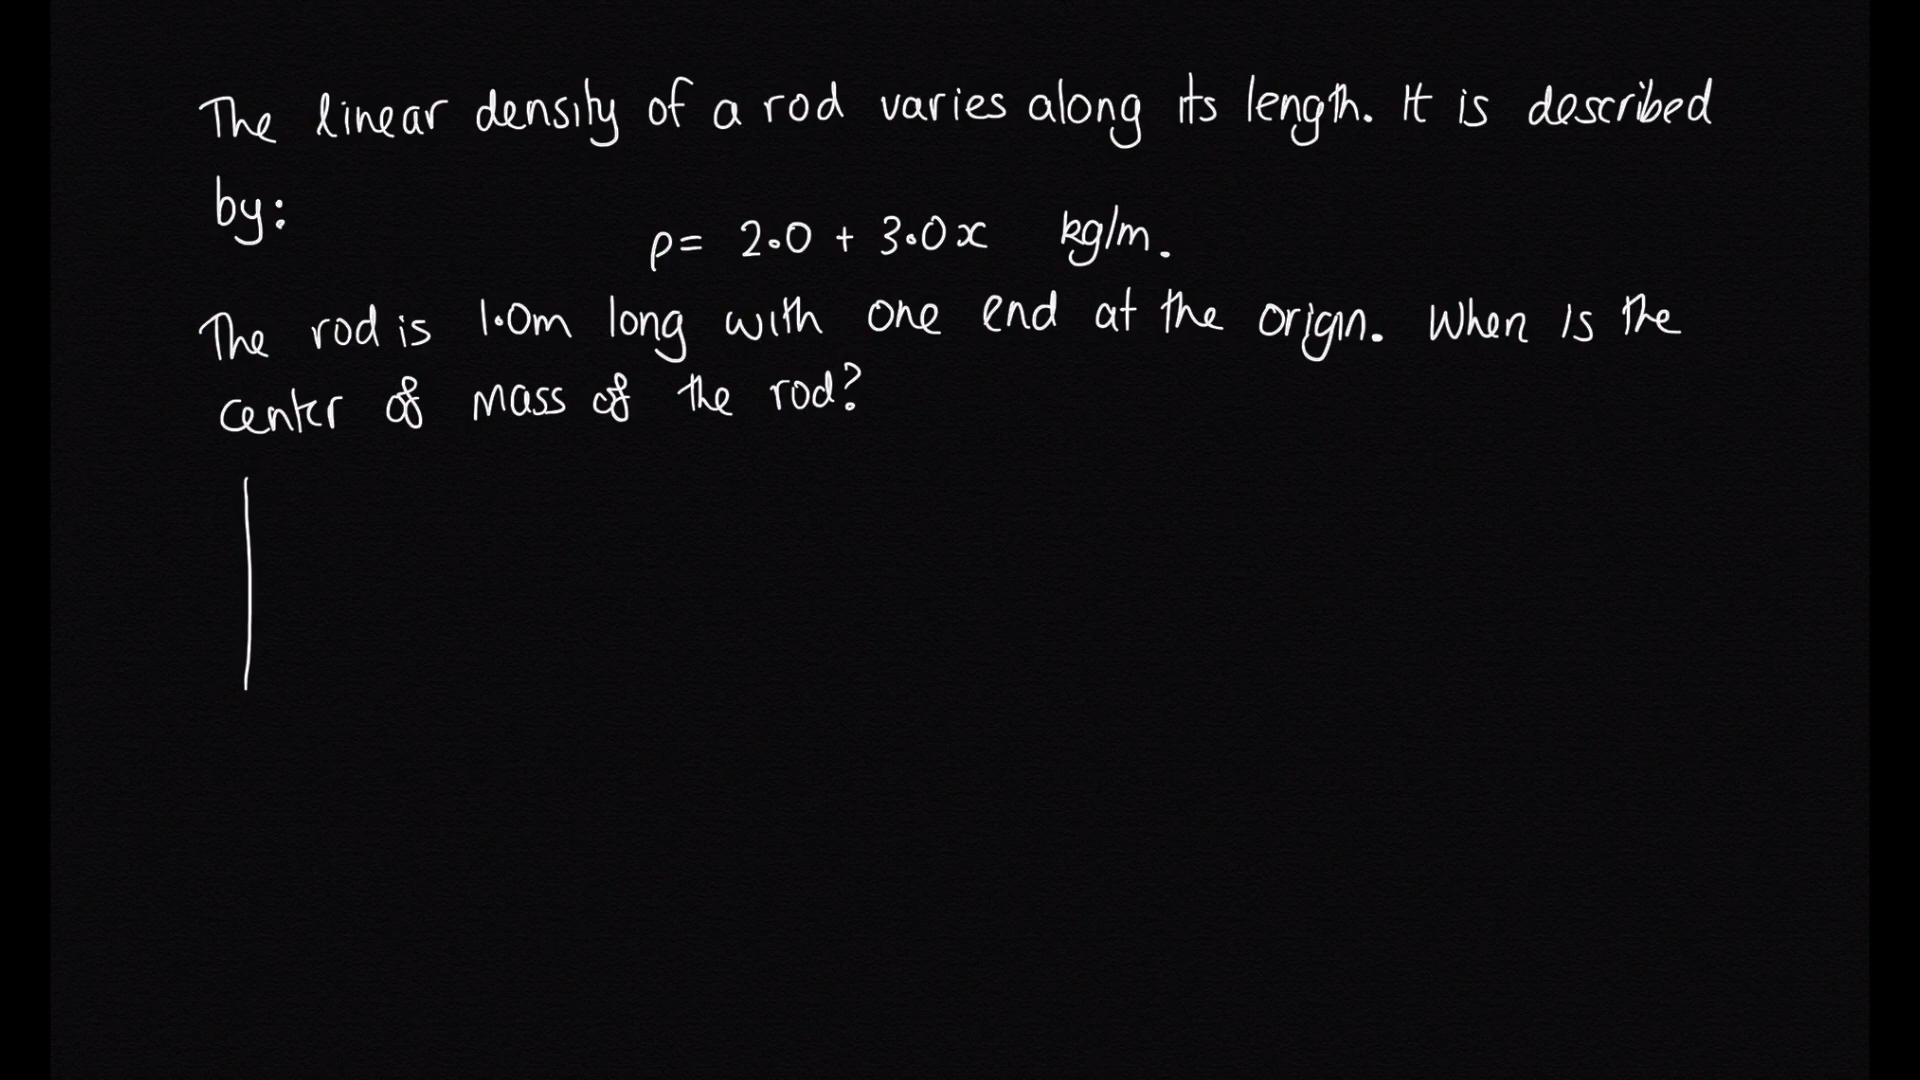 The linear density of a rod varies along its length. It is described
by:
ρ= 2.0 + 3.0x kg/m.
The rod is 1.0m long with one end at the origin. When is the
center of mass of the rod?